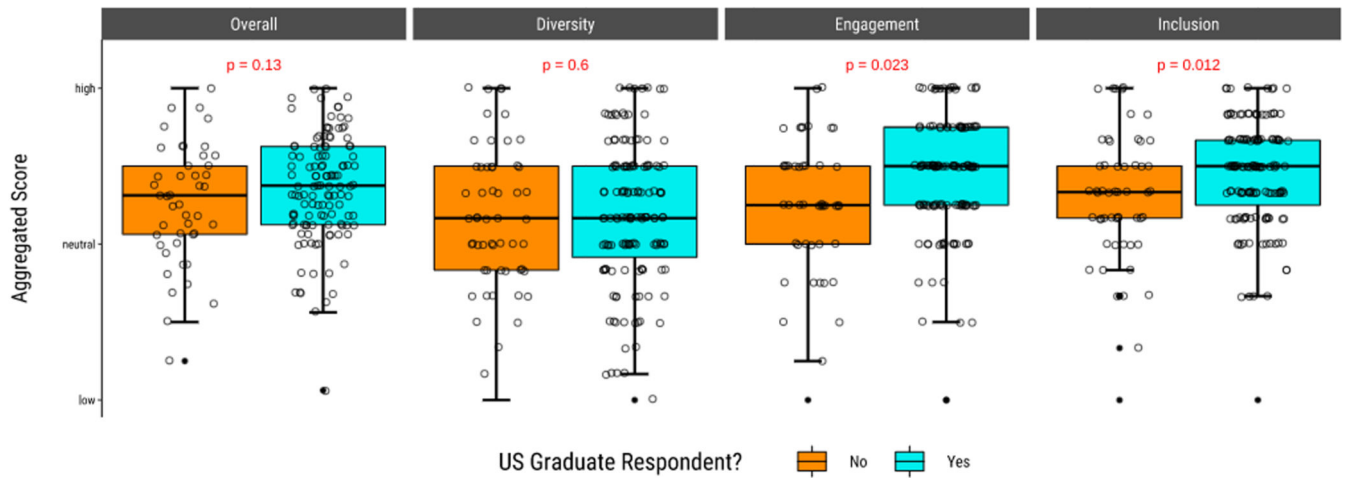 Overall Diversity Engagement Inclusion
p = 0.13 p = 0.6 p = 0.023 p = 0.012
high
Aggregated Score
neutral
low
US Graduate Respondent? No Yes